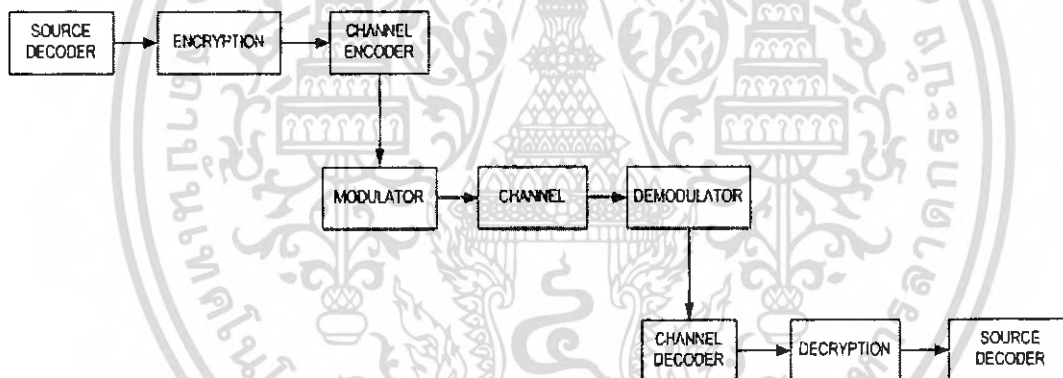 SOURCE
DECODER
ENCRYPTION
CHANNEL
ENCODER
MODULATOR
CHANNEL
DEMODULATOR
CHANNEL
DECODER
DECRYPTION
SOURCE
DECODER